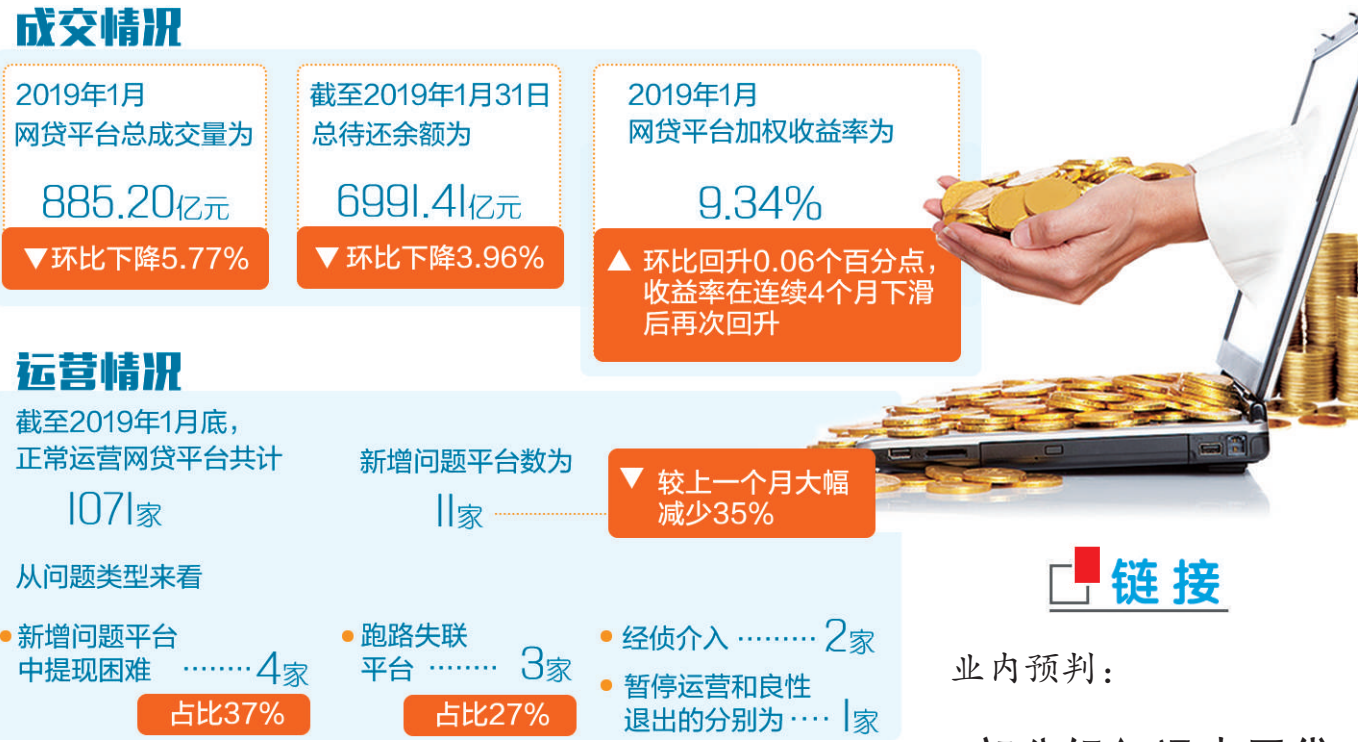 成交情况
2019年1月
网贷平台总成交量为
885.20亿元
▼环比下降5.77%
截至2019年1月31日
总待还余额为
6991.41亿元
▼环比下降3.96%
2019年1月
网贷平台加权收益率为
9.34%
▲ 环比回升0.06个百分点，
收益率在连续4个月下滑
后再次回升
运营情况
截至2019年1月底，
正常运营网贷平台共计
1071家
新增问题平台数为
11家
▼ 较上一个月大幅
减少35%
从问题类型来看
新增问题平台
中提现困难 ········ 4家
占比37%
跑路失联
平台 ········ 3家
占比27%
经侦介入 ········· 2家
暂停运营和良性
退出的分别为 ···· 1家
链接
业内预判：